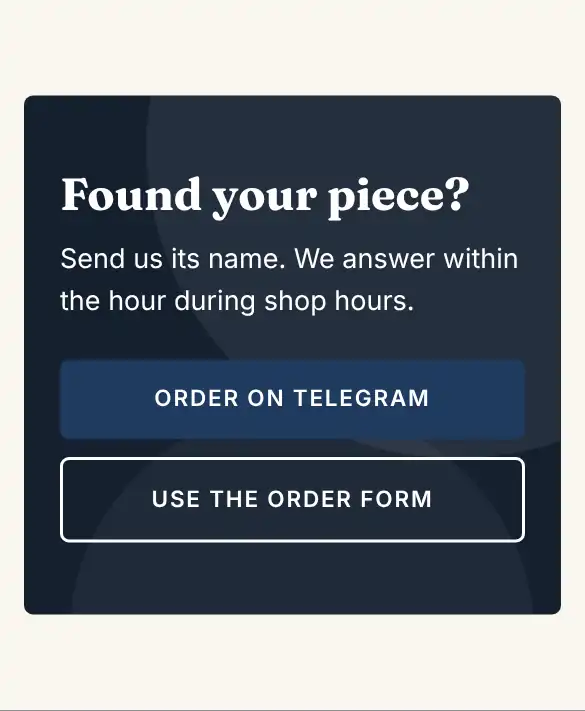 Found your piece?
Send us its name. We answer within
the hour during shop hours.
ORDER ON TELEGRAM
USE THE ORDER FORM